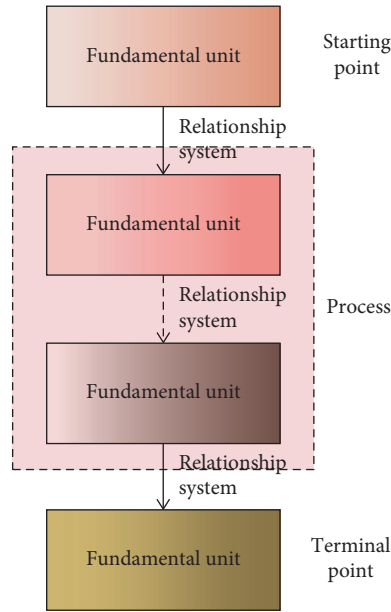 Fundamental unit
Starting
point
Relationship
system
Fundamental unit
Relationship
system
Process
Fundamental unit
Relationship
system
Fundamental unit
Terminal
point